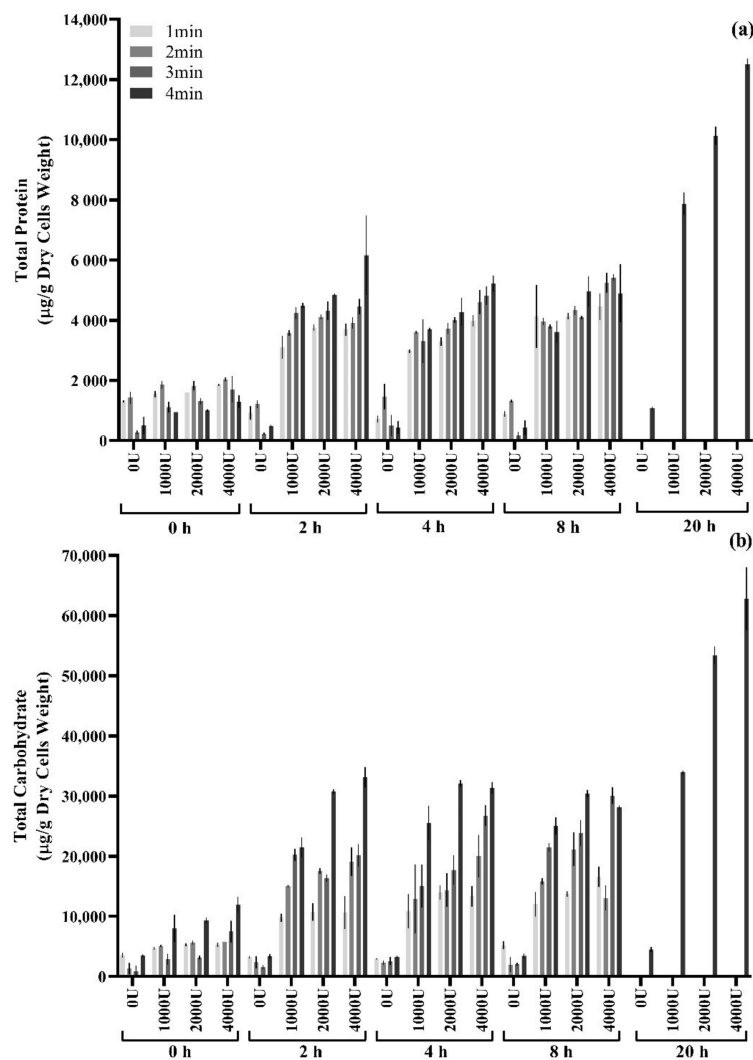 (a)
1min
2min
3min
4min
Total Protein
(µg/g Dry Cells Weight)
14,000
12,000
10,000
8 000
6 000
4 000
2 000
0
0U 1000U 2000U 4000U 0U 1000U 2000U 4000U 0U 1000U 2000U 4000U 0U 1000U 2000U 4000U 0U 1000U 2000U 4000U
0 h 2 h 4 h 8 h 20 h
(b)
Total Carbohydrate
(µg/g Dry Cells Weight)
70,000
60,000
50,000
40,000
30,000
20,000
10,000
0
0U 1000U 2000U 4000U 0U 1000U 2000U 4000U 0U 1000U 2000U 4000U 0U 1000U 2000U 4000U 0U 1000U 2000U 4000U
0 h 2 h 4 h 8 h 20 h